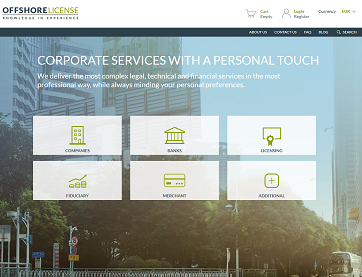 OFFSHORELICENSE
KNOWLEDGE IN EXPERIENCE
Cart
Empty
Login
Register
Currency EUR
ABOUT US CONTACT US FAQ BLOG SEARCH
CORPORATE SERVICES WITH A PERSONAL TOUCH
We deliver the most complex legal, technical and financial services in the most
professional way, while always minding your personal preferences.
COMPANIES BANKS LICENSING
FIDUCIARY MERCHANT ADDITIONAL